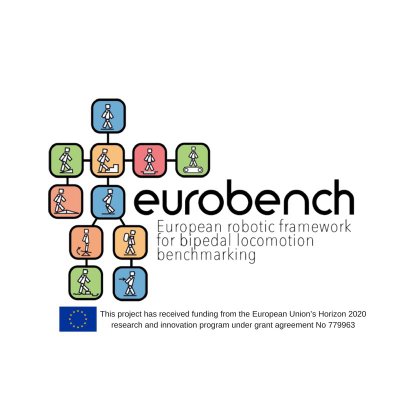 eurobench
European robotic framework
for bipedal locomotion
benchmarking
This project has received funding from the European Union's Horizon 2020
research and innovation program under grant agreement No 779963